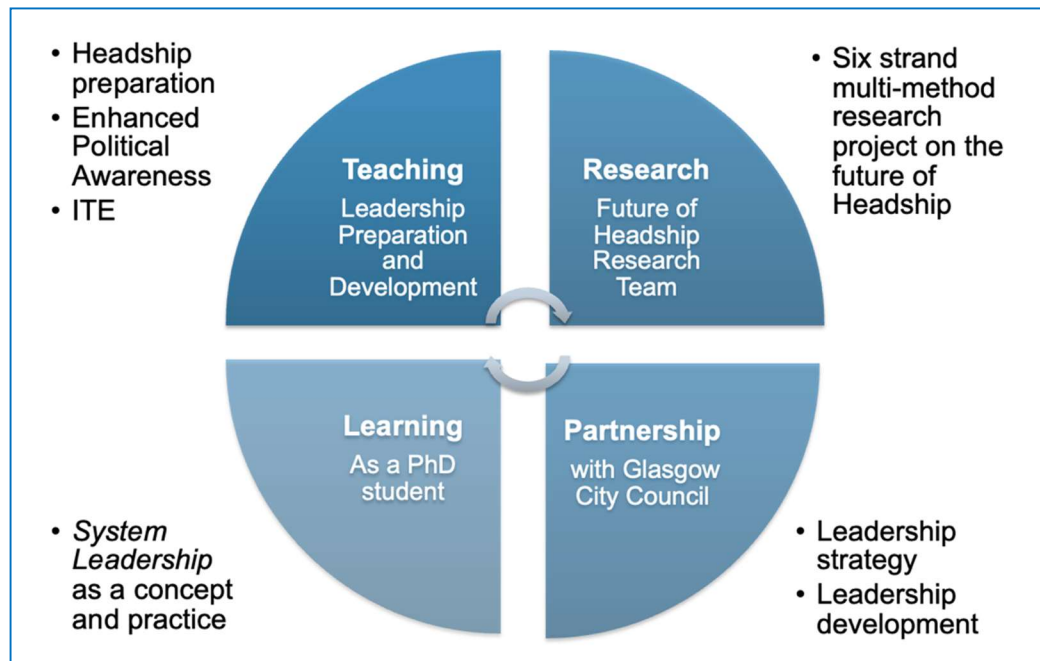 • Headship
preparation
• Enhanced
Political
Awareness
• ITE
Teaching
Leadership
Preparation
and
Development
Research
Future of
Headship
Research
Team
• Six strand
multi-method
research
project on the
future of
Headship
• System
Leadership
as a concept
and practice
Learning
As a PhD
student
Partnership
with Glasgow
City Council
• Leadership
strategy
• Leadership
development